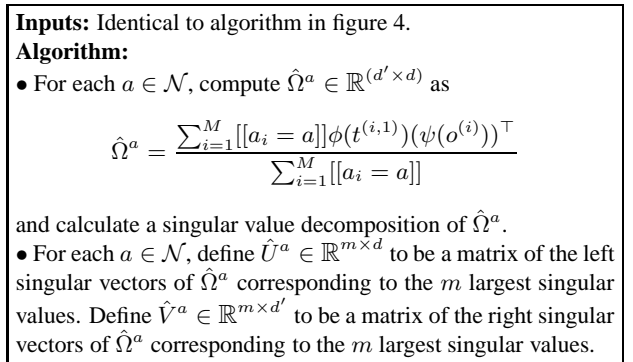 Inputs: Identical to algorithm in figure 4.
Algorithm:
• For each a ∈ 𝒩, compute Ω̂ᵃ ∈ ℝ^(d′×d) as
Ω̂ᵃ = ∑_{i=1}^{M} [[a_i = a]]ϕ(t^{(i,1)})(ψ(o^{(i)}))^⊤ / ∑_{i=1}^{M} [[a_i = a]]
and calculate a singular value decomposition of Ω̂ᵃ.
• For each a ∈ 𝒩, define Ûᵃ ∈ ℝ^{m×d} to be a matrix of the left
singular vectors of Ω̂ᵃ corresponding to the m largest singular
values. Define V̂ᵃ ∈ ℝ^{m×d′} to be a matrix of the right singular
vectors of Ω̂ᵃ corresponding to the m largest singular values.